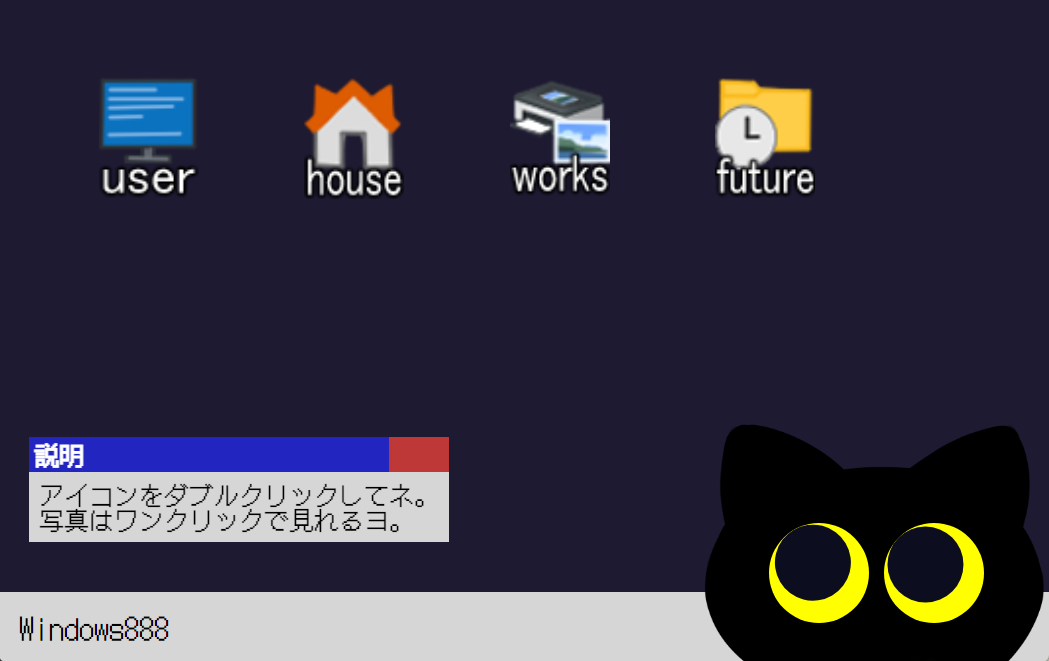 user
house
works
future
説明
アイコンをダブルクリックしてネ。
写真はワンクリックで見れるヨ。
Windows888